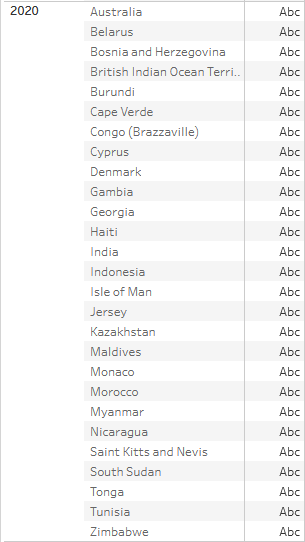 2020 Australia Abc
Belarus Abc
Bosnia and Herzegovina Abc
British Indian Ocean Terri.. Abc
Burundi Abc
Cape Verde Abc
Congo (Brazzaville) Abc
Cyprus Abc
Denmark Abc
Gambia Abc
Georgia Abc
Haiti Abc
India Abc
Indonesia Abc
Isle of Man Abc
Jersey Abc
Kazakhstan Abc
Maldives Abc
Monaco Abc
Morocco Abc
Myanmar Abc
Nicaragua Abc
Saint Kitts and Nevis Abc
South Sudan Abc
Tonga Abc
Tunisia Abc
Zimbabwe Abc